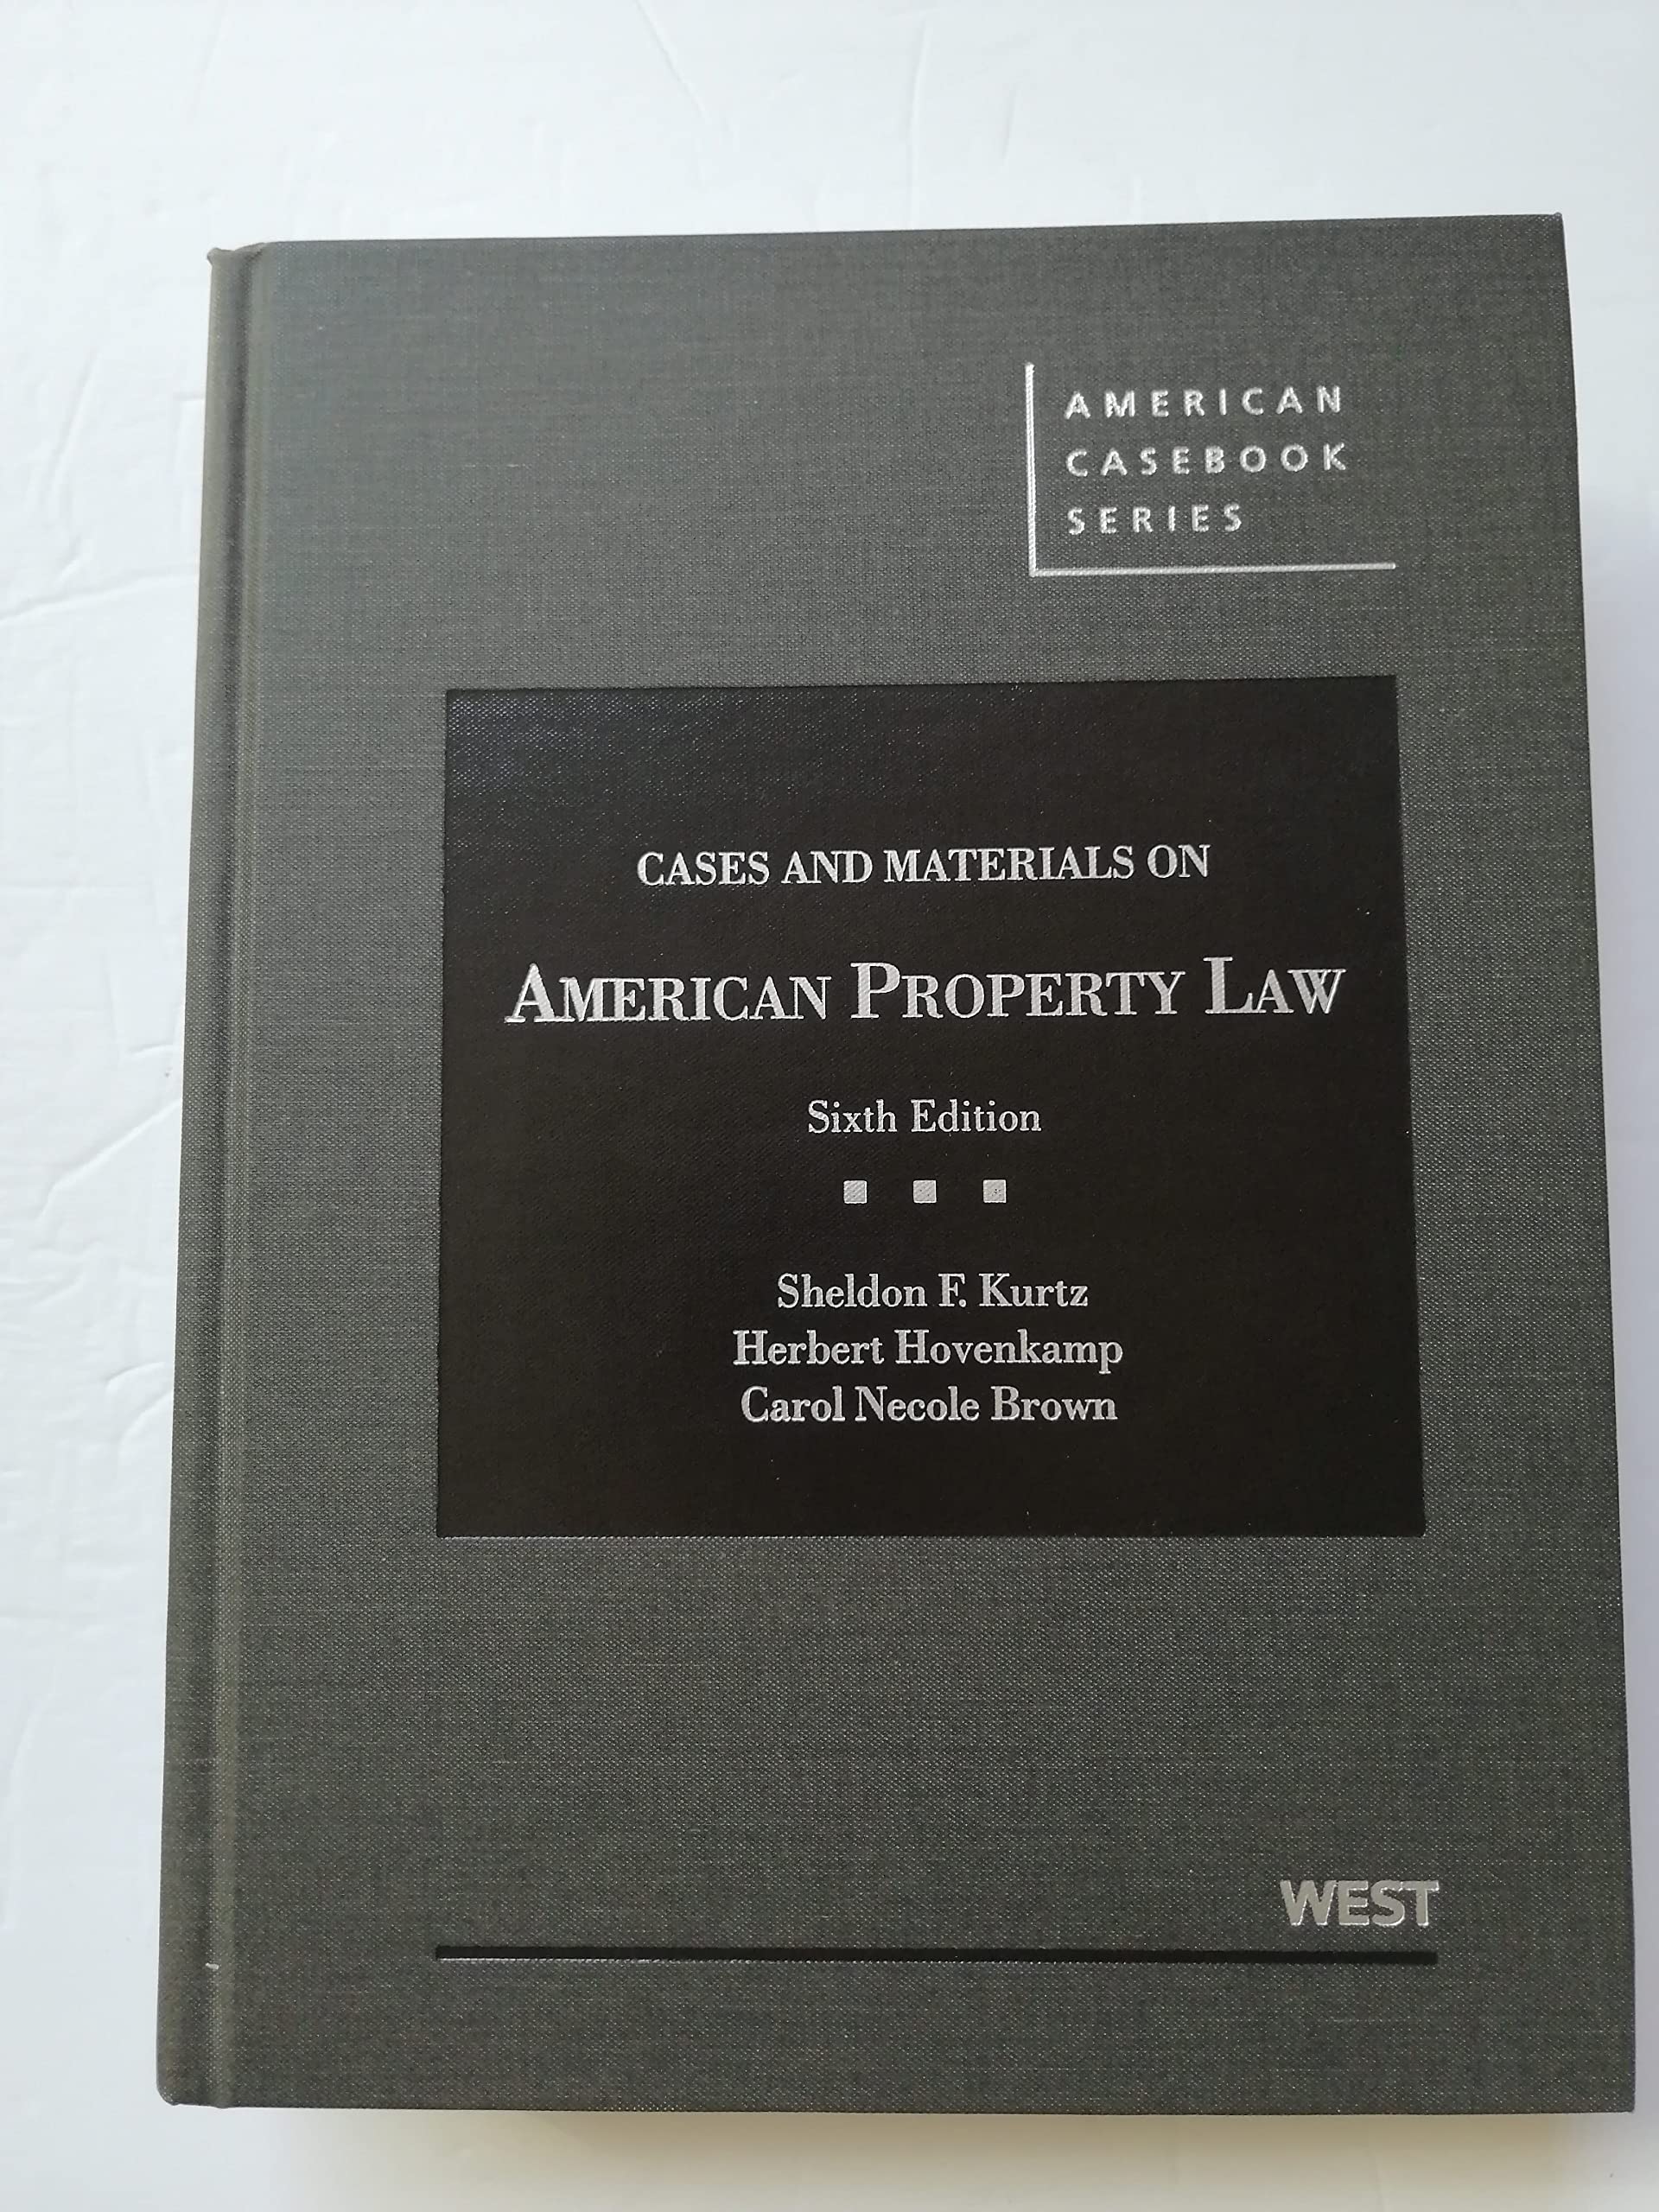 AMERICAN
CASEBOOK
SERIES
CASES AND MATERIALS ON
AMERICAN PROPERTY LAW
Sixth Edition
Sheldon F. Kurtz
Herbert Hovenkamp
Carol Necole Brown
WEST